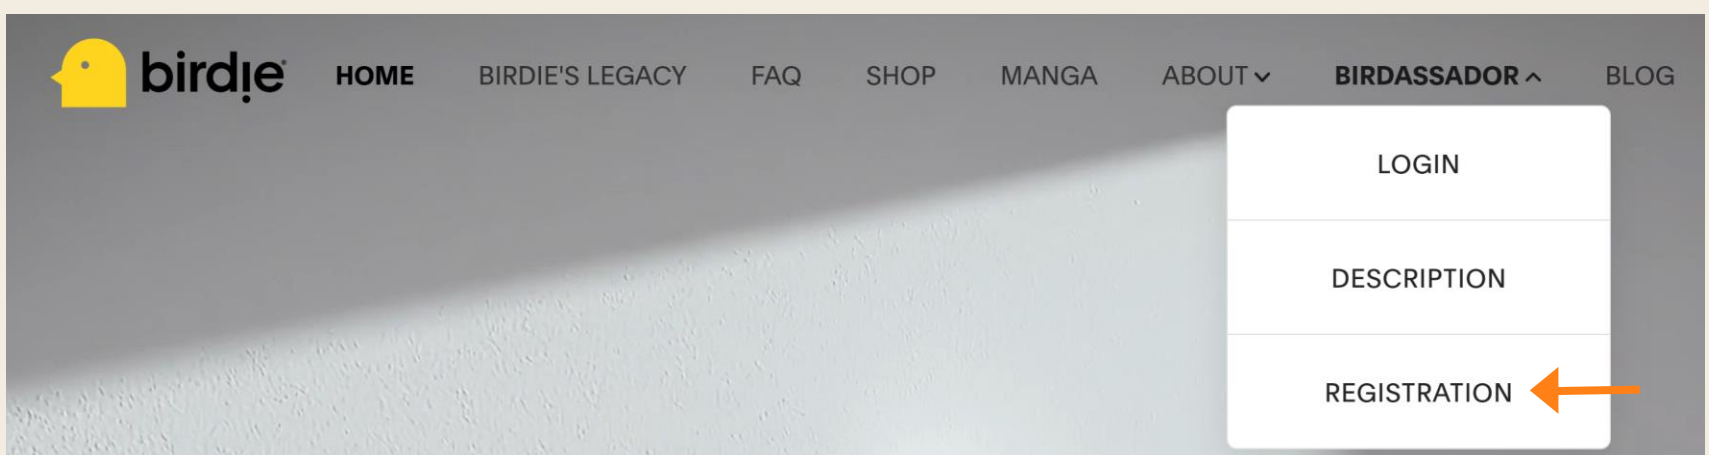 birdie HOME BIRDIE'S LEGACY FAQ SHOP MANGA ABOUT BIRDASSADOR BLOG
LOGIN
DESCRIPTION
REGISTRATION